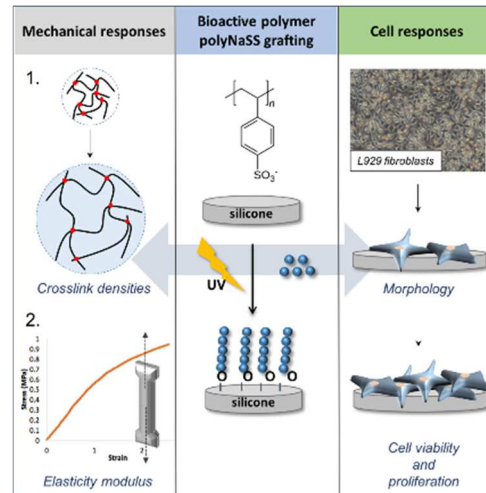 Mechanical responses
1.
Crosslink densities
2.
Stress (MPa)
1
0.9
0.8
0.7
0.6
0.5
0.4
0.3
0.2
0.1
0
0
1
2
Strain
Elasticity modulus
Bioactive polymer
polyNaSS grafting
n
SO₃⁻
silicone
UV
O O O O
silicone
Cell responses
L929 fibroblasts
Morphology
Cell viability
and
proliferation